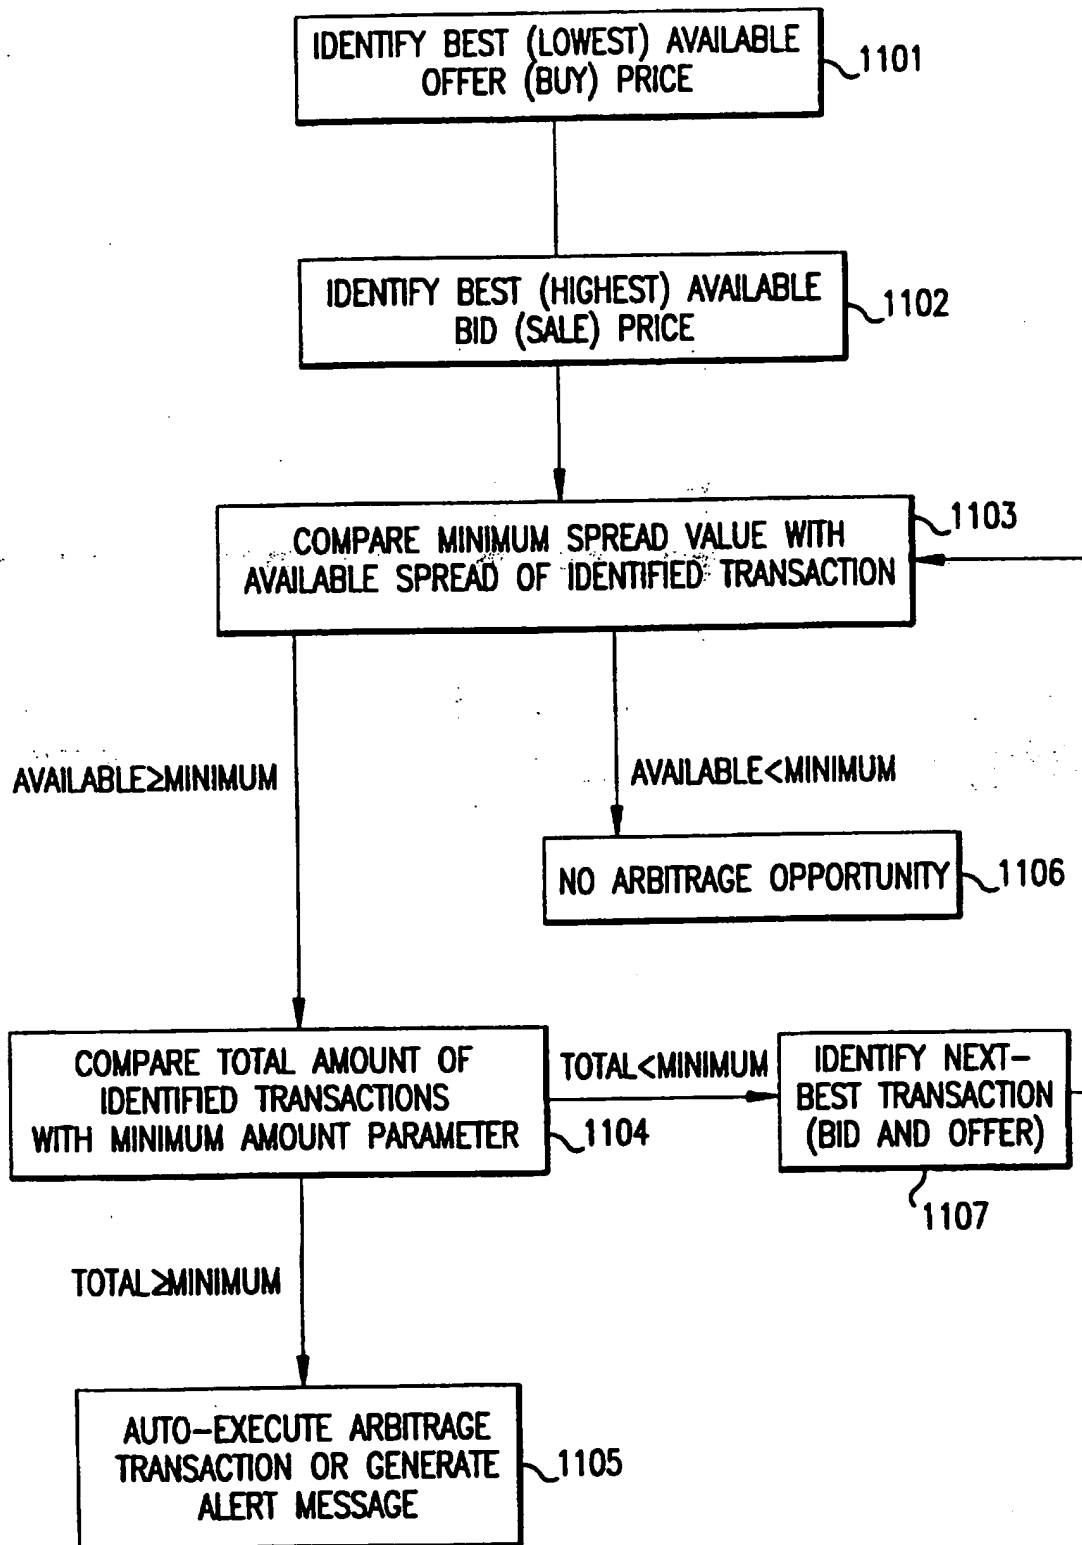 IDENTIFY BEST (LOWEST) AVAILABLE
OFFER (BUY) PRICE
1101
IDENTIFY BEST (HIGHEST) AVAILABLE
BID (SALE) PRICE
1102
COMPARE MINIMUM SPREAD VALUE WITH
AVAILABLE SPREAD OF IDENTIFIED TRANSACTION
1103
AVAILABLE≥MINIMUM
AVAILABLE<MINIMUM
NO ARBITRAGE OPPORTUNITY
1106
COMPARE TOTAL AMOUNT OF
IDENTIFIED TRANSACTIONS
WITH MINIMUM AMOUNT PARAMETER
1104
TOTAL<MINIMUM
IDENTIFY NEXT-
BEST TRANSACTION
(BID AND OFFER)
1107
TOTAL≥MINIMUM
AUTO-EXECUTE ARBITRAGE
TRANSACTION OR GENERATE
ALERT MESSAGE
1105